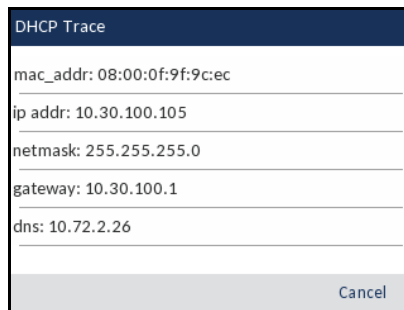 DHCP Trace
mac_addr: 08:00:0f:9f:9c:ec
ip addr: 10.30.100.105
netmask: 255.255.255.0
gateway: 10.30.100.1
dns: 10.72.2.26
Cancel